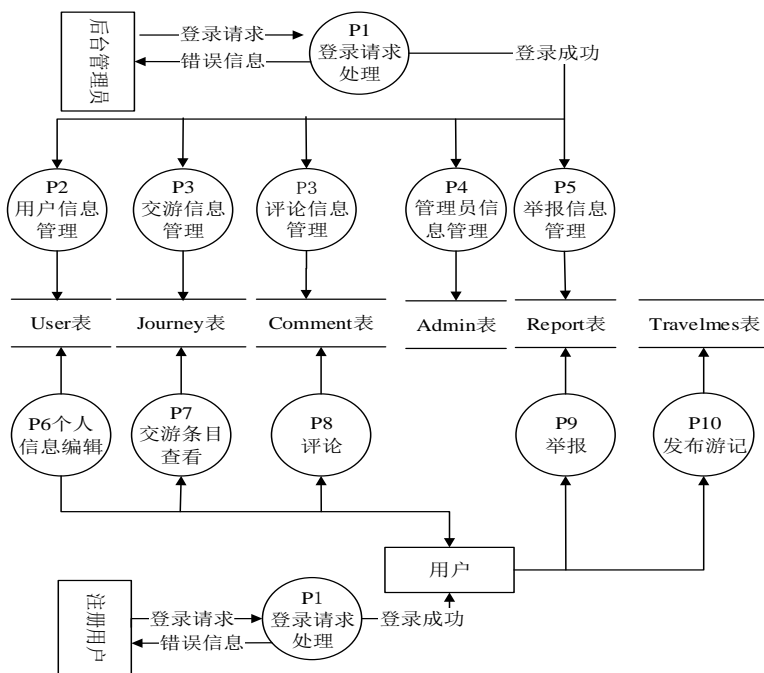 后台管理员
登录请求
错误信息
P1
登录请求
处理
登录成功
P2
用户信息
管理
P3
交游信息
管理
P3
评论信息
管理
P4
管理员信
息管理
P5
举报信息
管理
User表
Journey表
Comment表
Admin表
Report表
Travelmes表
P6个人
信息编辑
P7
交游条目
查看
P8
评论
P9
举报
P10
发布游记
用户
注册用户
登录请求
错误信息
P1
登录请求
处理
登录成功